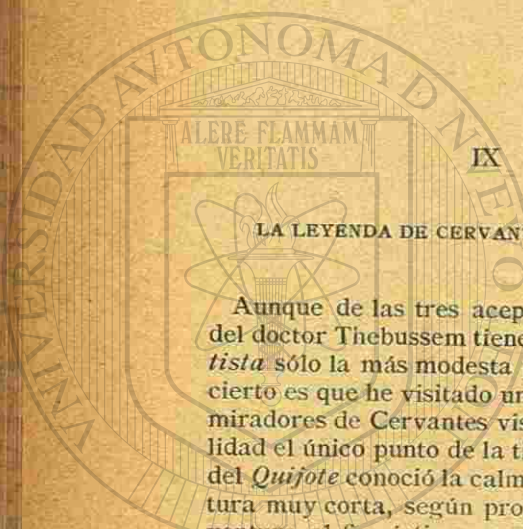 ALERE FLAMMAM
VERITATIS
IX
LA LEYENDA DE CERVAN
Aunque de las tres acep
del doctor Thebussem tiene
tista sólo la más modesta
cierto es que he visitado un
miradores de Cervantes vis
lidad el único punto de la t
del Quijote conoció la calm
tura muy corta, según pro